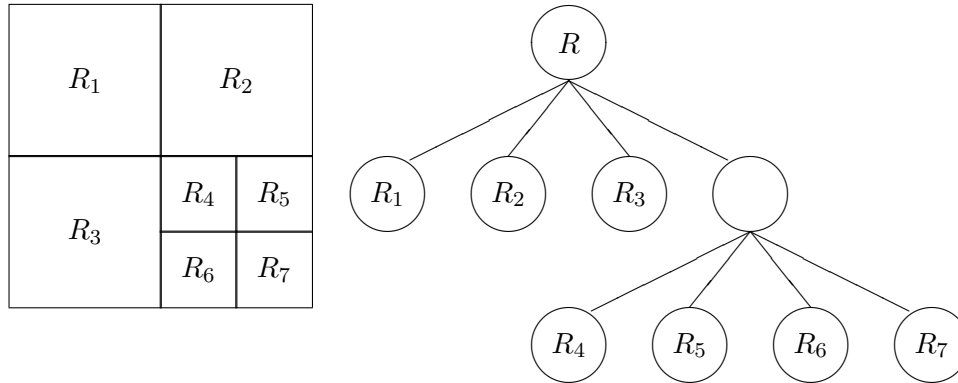 R₁ R₂
R₃ R₄ R₅
R₆ R₇
R
R₁ R₂ R₃
R₄ R₅ R₆ R₇